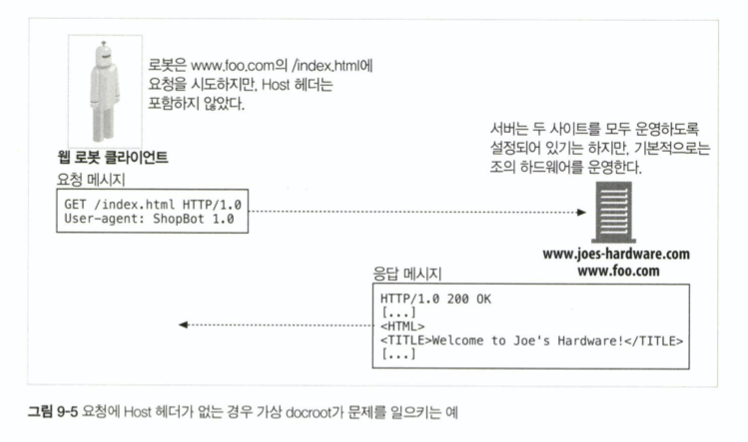 로봇은 www.foo.com의 /index.html에
요청을 시도하지만, Host 헤더는
포함하지 않았다.
웹 로봇 클라이언트
요청 메시지
GET /index.html HTTP/1.0
User-agent: ShopBot 1.0
서버는 두 사이트를 모두 운영하도록
설정되어 있기는 하지만, 기본적으로는
조의 하드웨어를 운영한다.
www.joes-hardware.com
www.foo.com
응답 메시지
HTTP/1.0 200 OK
[...]
<HTML>
<TITLE>Welcome to Joe's Hardware!</TITLE>
[...]
그림 9-5 요청에 Host 헤더가 없는 경우 가상 docroot가 문제를 일으키는 예